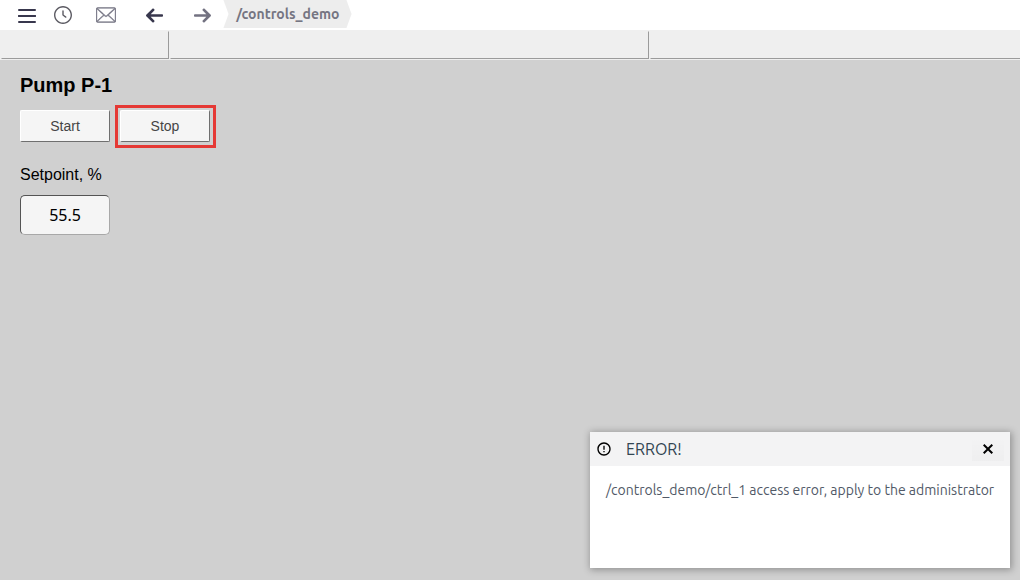 /controls_demo
Pump P-1
Start
Stop
Setpoint, %
55.5
ERROR!
/controls_demo/ctrl_1 access error, apply to the administrator